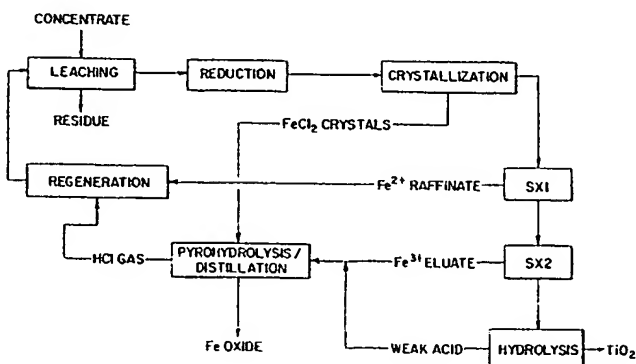 CONCENTRATE
LEACHING
REDUCTION
CRYSTALLIZATION
RESIDUE
FeCl₂ CRYSTALS
REGENERATION
Fe²⁺ RAFFINATE
SX1
HCl GAS
PYROHYDROLYSIS/
DISTILLATION
Fe³⁺ ELUATE
SX2
Fe OXIDE
WEAK ACID
HYDROLYSIS
TiO₂